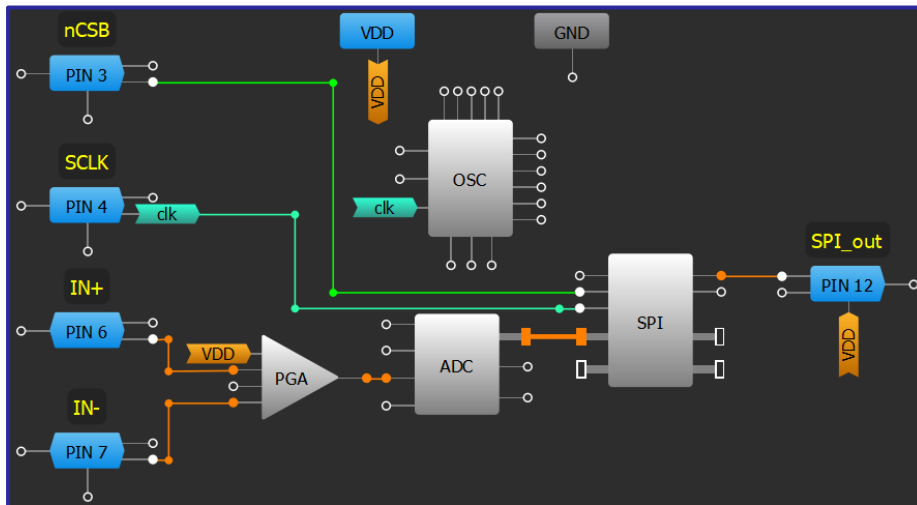 nCSB
PIN 3
VDD
VDD
GND
SCLK
PIN 4
clk
OSC
clk
SPI_out
PIN 12
VDD
IN+
PIN 6
VDD
PGA
ADC
SPI
IN-
PIN 7